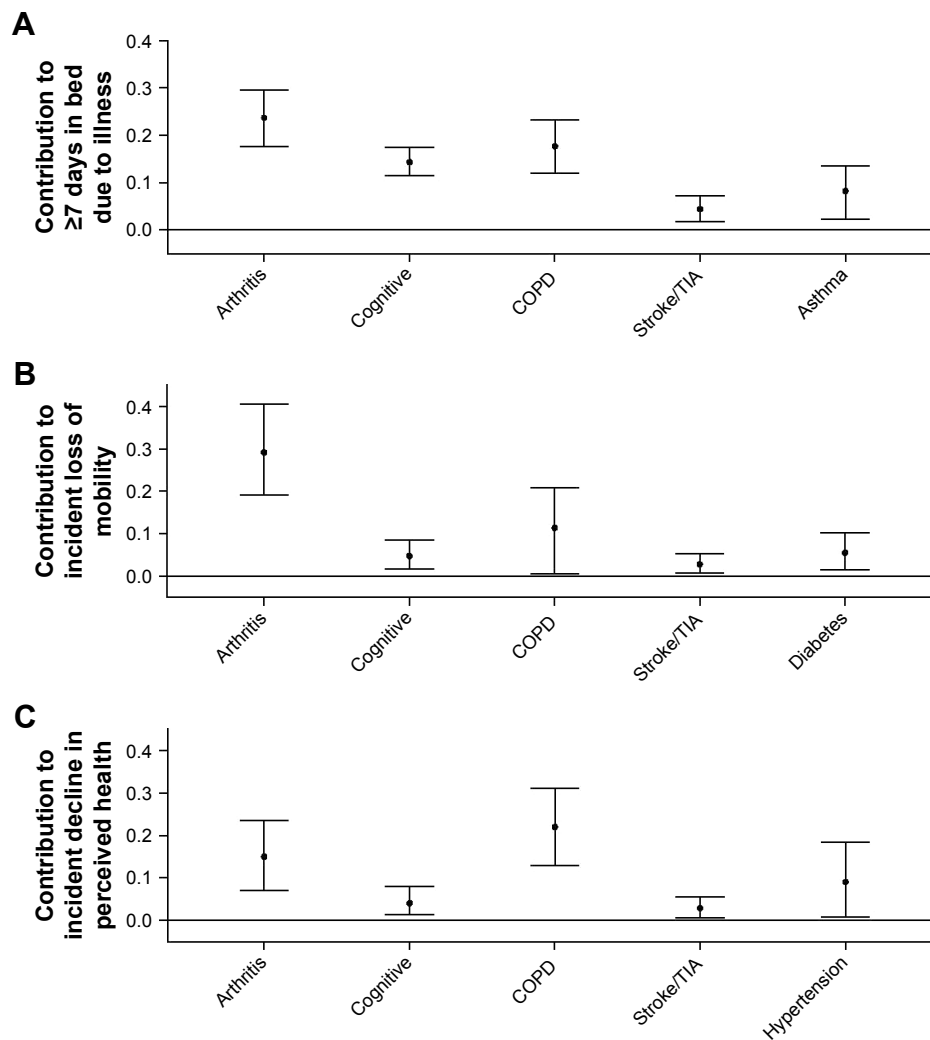 A
Contribution to
≥7 days in bed
due to illness
0.4
0.3
0.2
0.1
0.0
Arthritis
Cognitive
COPD
Stroke/TIA
Asthma
B
Contribution to
incident loss of
mobility
0.4
0.3
0.2
0.1
0.0
Arthritis
Cognitive
COPD
Stroke/TIA
Diabetes
C
Contribution to
incident decline in
perceived health
0.4
0.3
0.2
0.1
0.0
Arthritis
Cognitive
COPD
Stroke/TIA
Hypertension